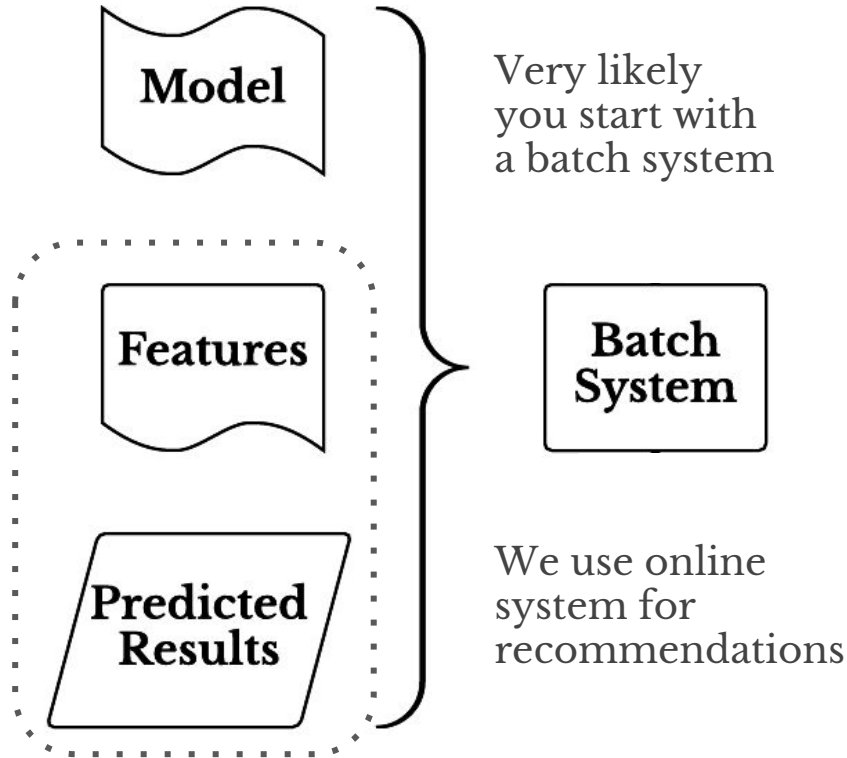 Model
Very likely
you start with
a batch system
Features
Batch
System
Predicted
Results
We use online
system for
recommendations